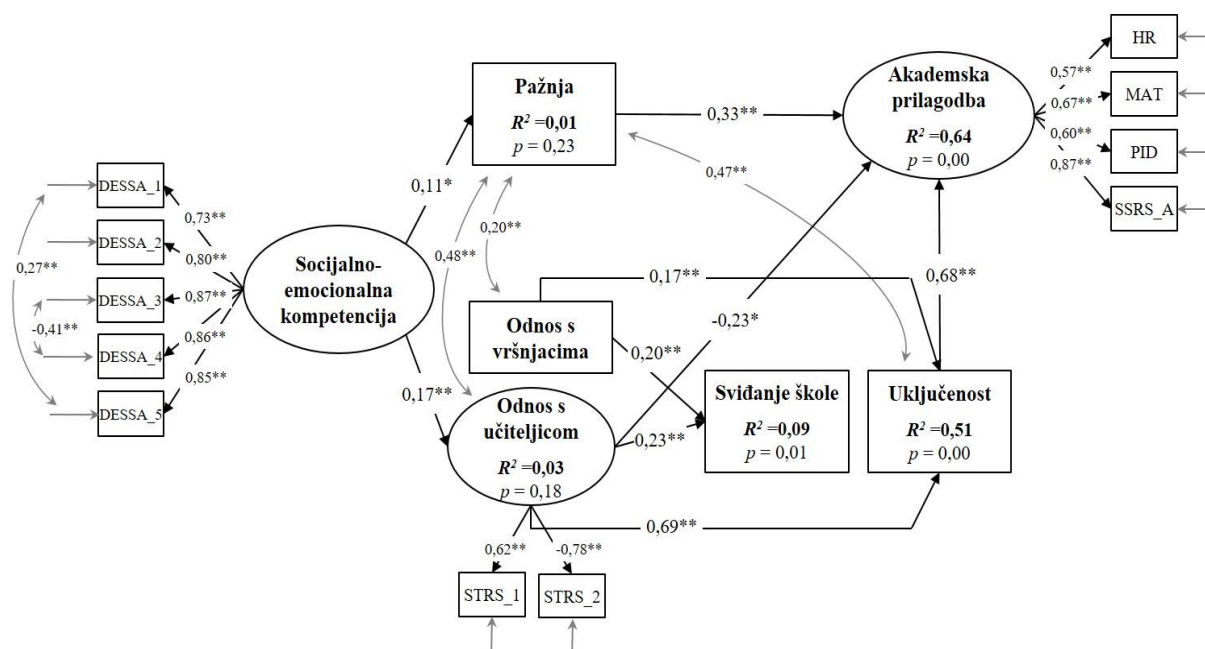 HR
MAT
PID
SSRS_A
0,57**
0,67**
0,60**
0,87**
Akademska
prilagodba
R² =0,64
p = 0,00
Pažnja
R² =0,01
p = 0,23
0,33**
0,47**
0,11*
0,20**
0,48**
DESSA_1
DESSA_2
DESSA_3
DESSA_4
DESSA_5
0,27**
-0,41**
0,73**
0,80**
0,87**
0,86**
0,85**
Socijalno-
emocionalna
kompetencija
0,17**
Odnos s
vršnjacima
0,17**
0,20**
-0,23*
0,68**
Odnos s
učiteljicom
R² =0,03
p = 0,18
0,23**
Sviđanje škole
R² =0,09
p = 0,01
Uključenost
R² =0,51
p = 0,00
0,69**
0,62**
-0,78**
STRS_1
STRS_2